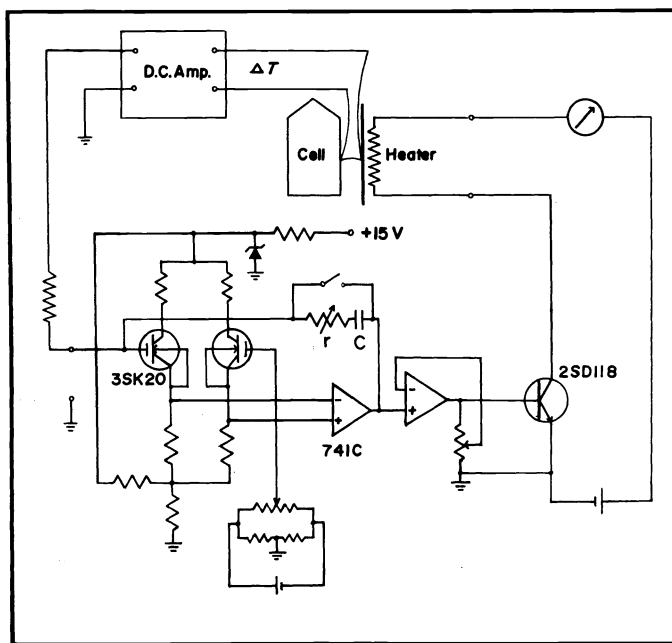 D.C. Amp.
ΔT
Cell
Heater
+15 V
r
C
3SK20
2SD118
-
+
741C
-
+